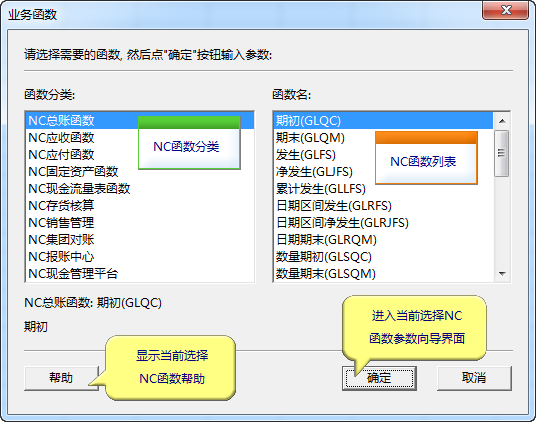 业务函数
请选择需要的函数, 然后点"确定"按钮输入参数:
函数分类:
NC总账函数
NC应收函数
NC应付函数
NC固定资产函数
NC现金流量表函数
NC存货核算
NC销售管理
NC集团对账
NC报账中心
NC现金管理平台
NC函数分类
函数名:
期初(GLQC)
期末(GLQM)
发生(GLFS)
净发生(GLJFS)
累计发生(GLLFS)
日期区间发生(GLRFS)
日期区间净发生(GLRJFS)
日期期末(GLRQM)
数量期初(GLSQC)
数量期末(GLSQM)
NC函数列表
NC总账函数: 期初(GLQC)
期初
显示当前选择
NC函数帮助
进入当前选择NC
函数参数向导界面
帮助
确定
取消